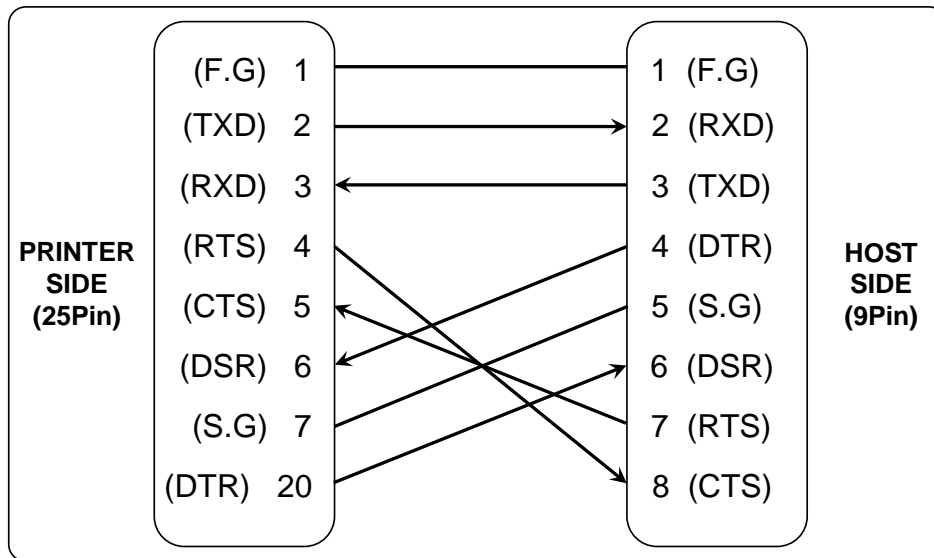 PRINTER
SIDE
(25Pin)
(F.G) 1
(TXD) 2
(RXD) 3
(RTS) 4
(CTS) 5
(DSR) 6
(S.G) 7
(DTR) 20
1 (F.G)
2 (RXD)
3 (TXD)
4 (DTR)
5 (S.G)
6 (DSR)
7 (RTS)
8 (CTS)
HOST
SIDE
(9Pin)